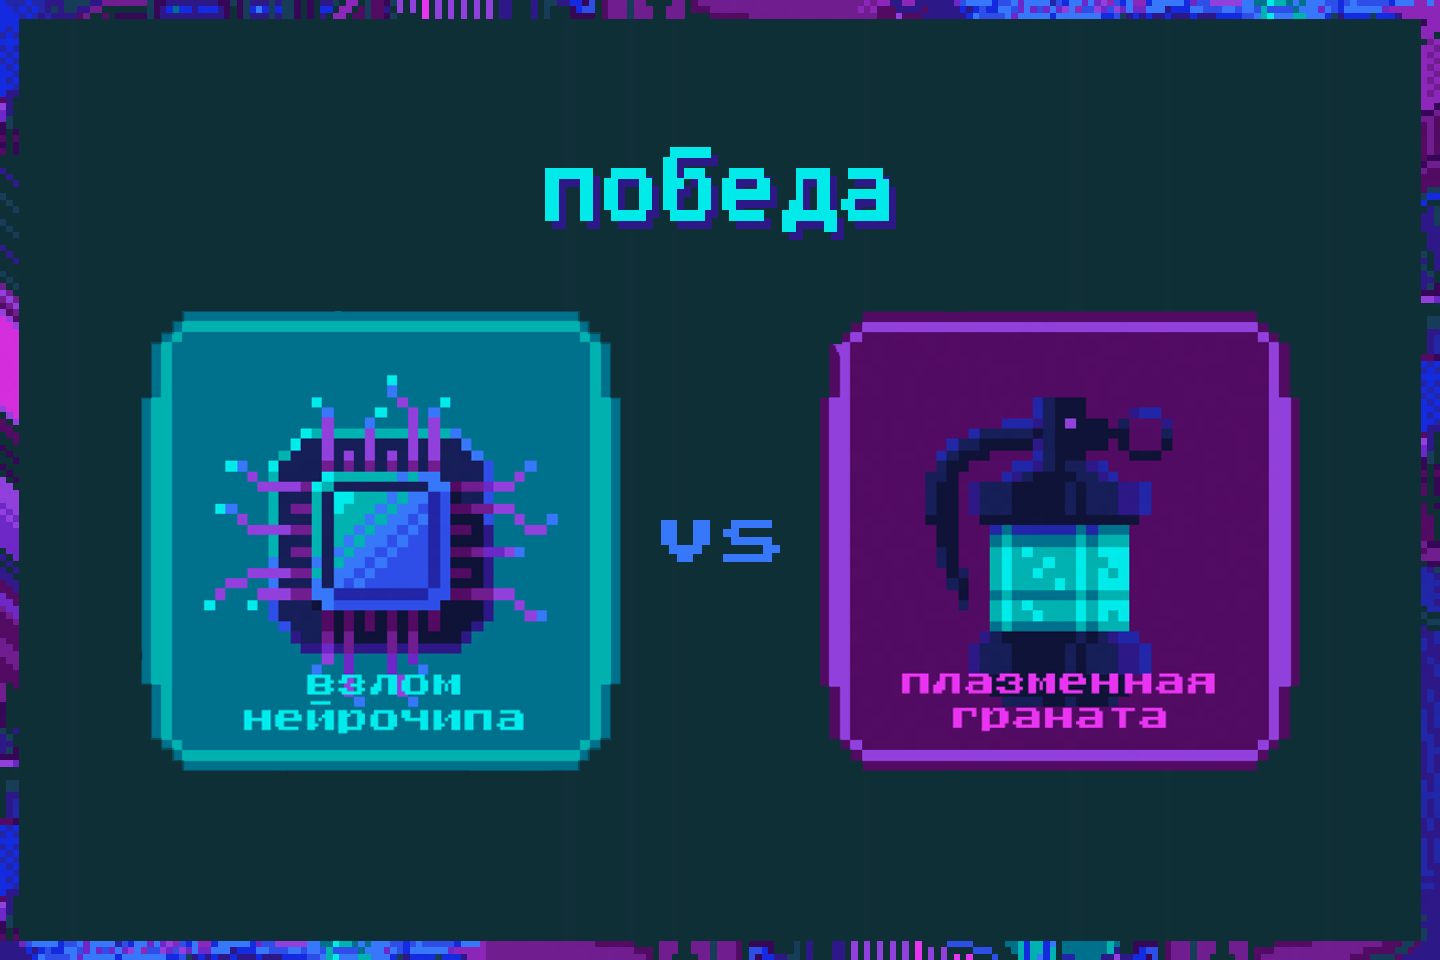 победа
взлом
нейрочипа
vs
плазменная
граната